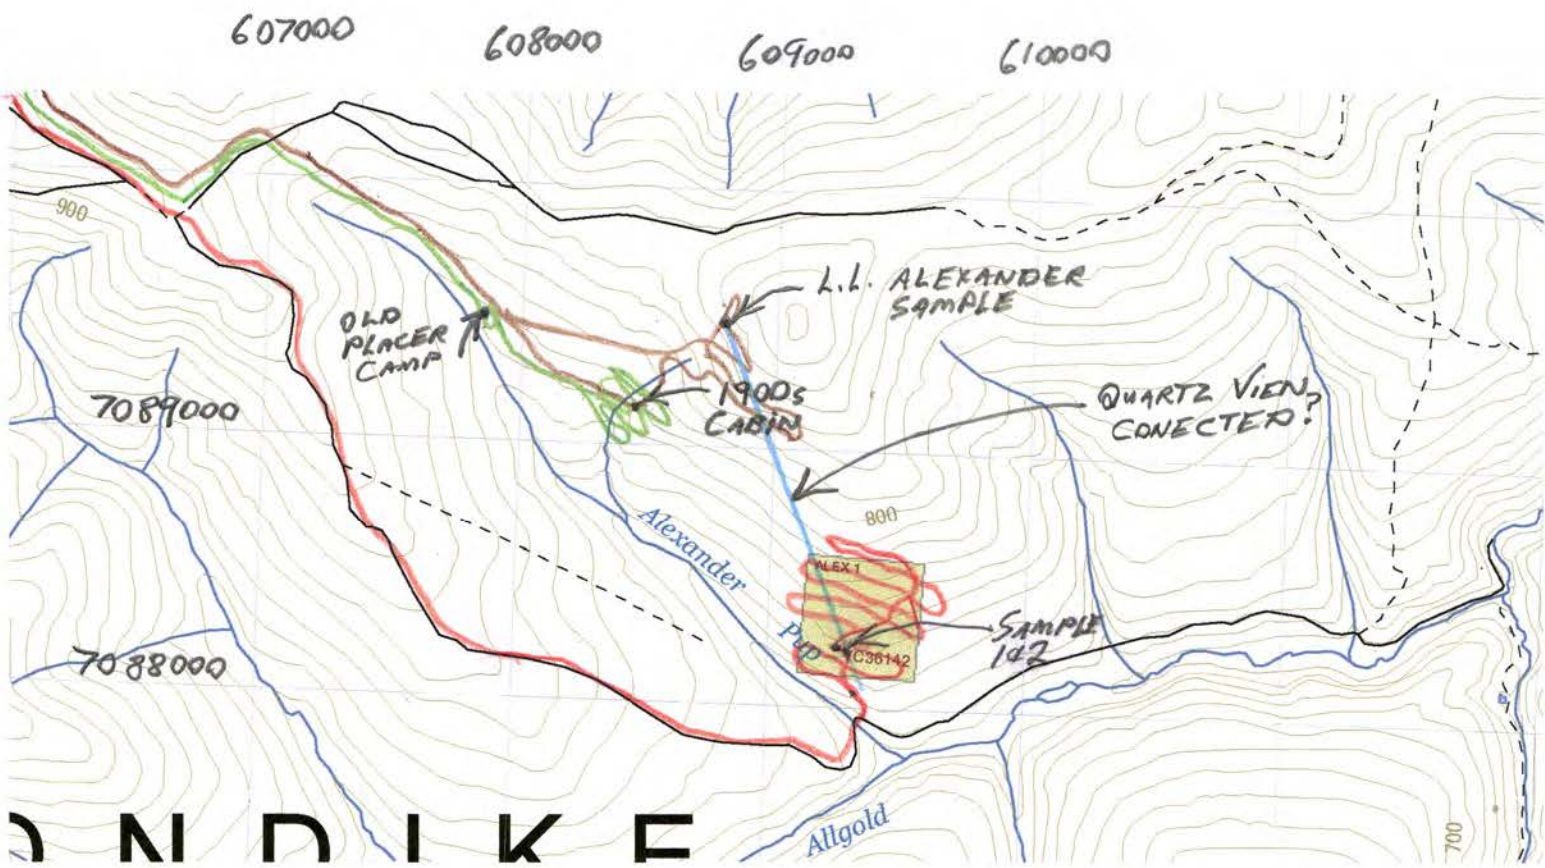 607000
608000
609000
610000
900
L.L. ALEXANDER
SAMPLE
OLD
PLACER
CAMP
7089000
1900s
CABIN
QUARTZ VIEN
CONECTED?
800
Alexander
Pup
ALEX 1
SAMPLE
1&2
YC36142
7088000
ONDIKE
Allgold
700